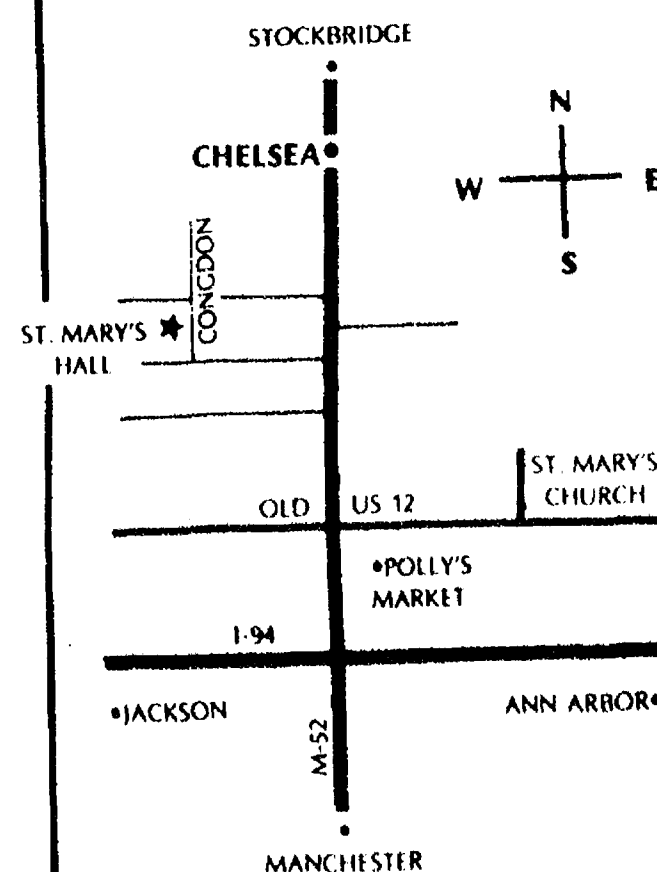 STOCKBRIDGE
N
CHELSEA
W
E
S
CONGDON
ST. MARY'S
HALL
ST. MARY'S
CHURCH
OLD US 12
POLLY'S
MARKET
I-94
JACKSON
ANN ARBOR
M-52
MANCHESTER